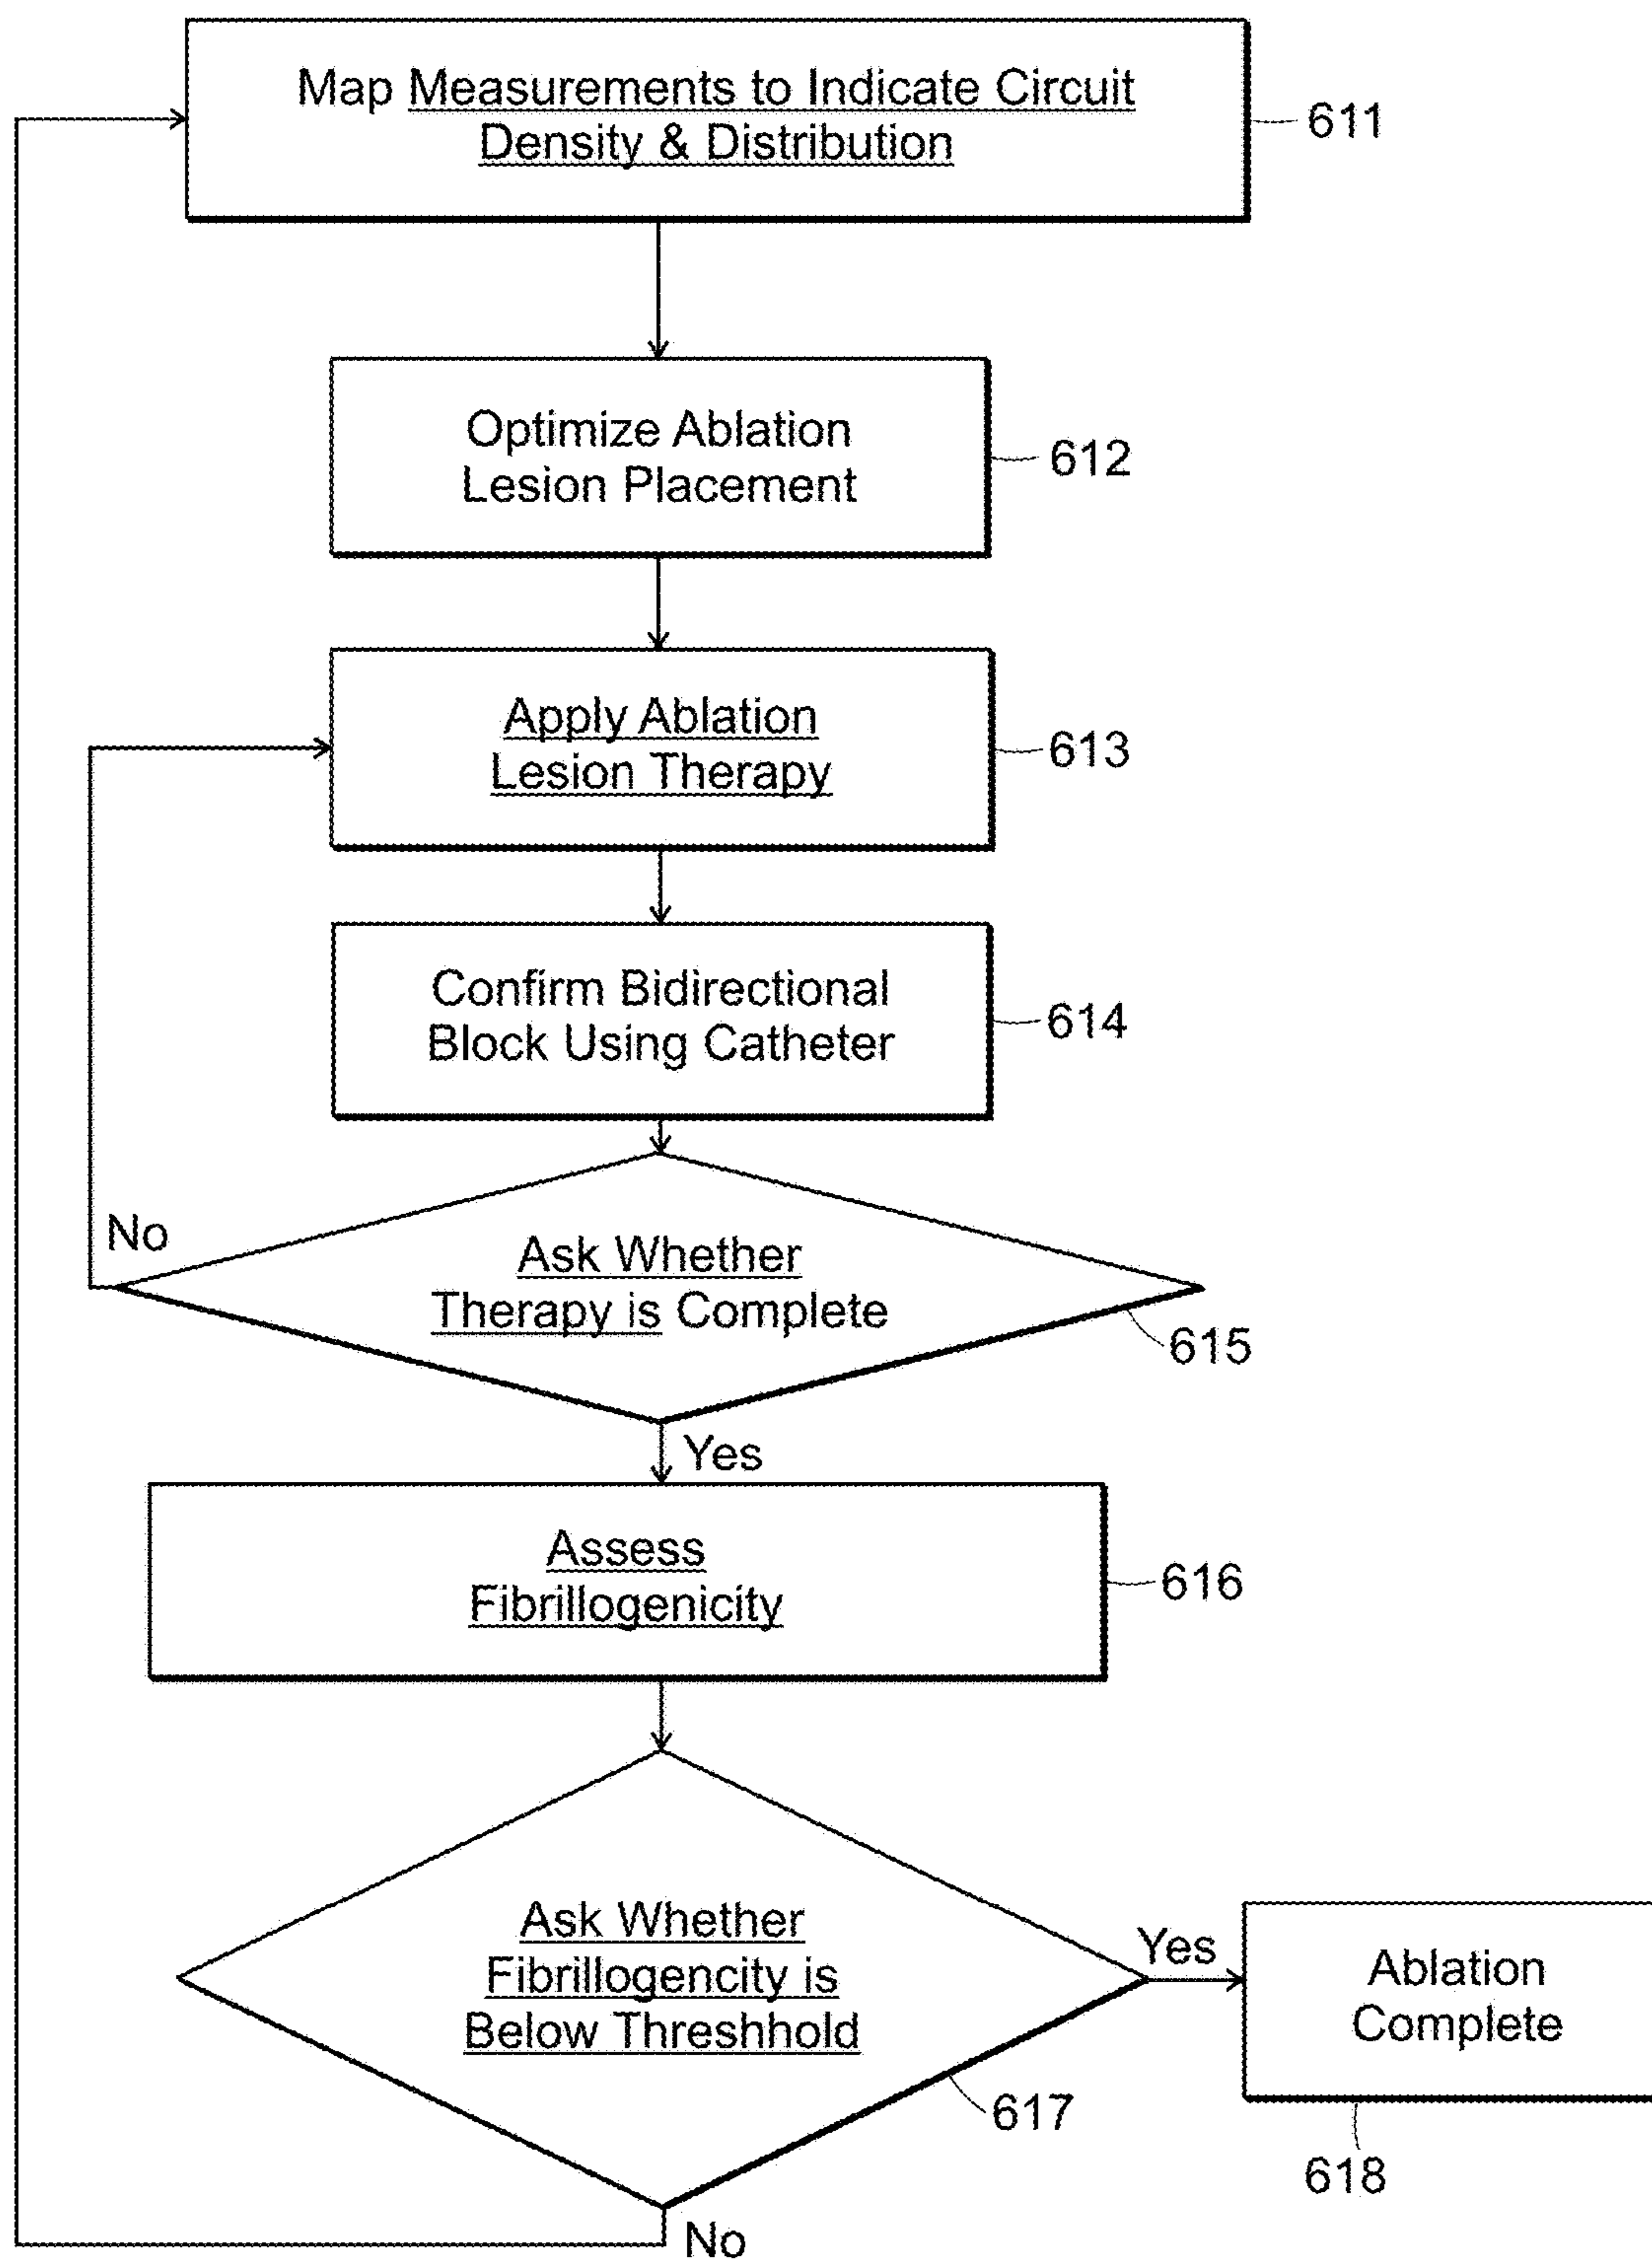 Map Measurements to Indicate Circuit
Density & Distribution
611
Optimize Ablation
Lesion Placement
612
Apply Ablation
Lesion Therapy
613
Confirm Bidirectional
Block Using Catheter
614
No
Ask Whether
Therapy is Complete
615
Yes
Assess
Fibrillogenicity
616
Ask Whether
Fibrillogencity is
Below Threshhold
617
Yes
Ablation
Complete
618
No